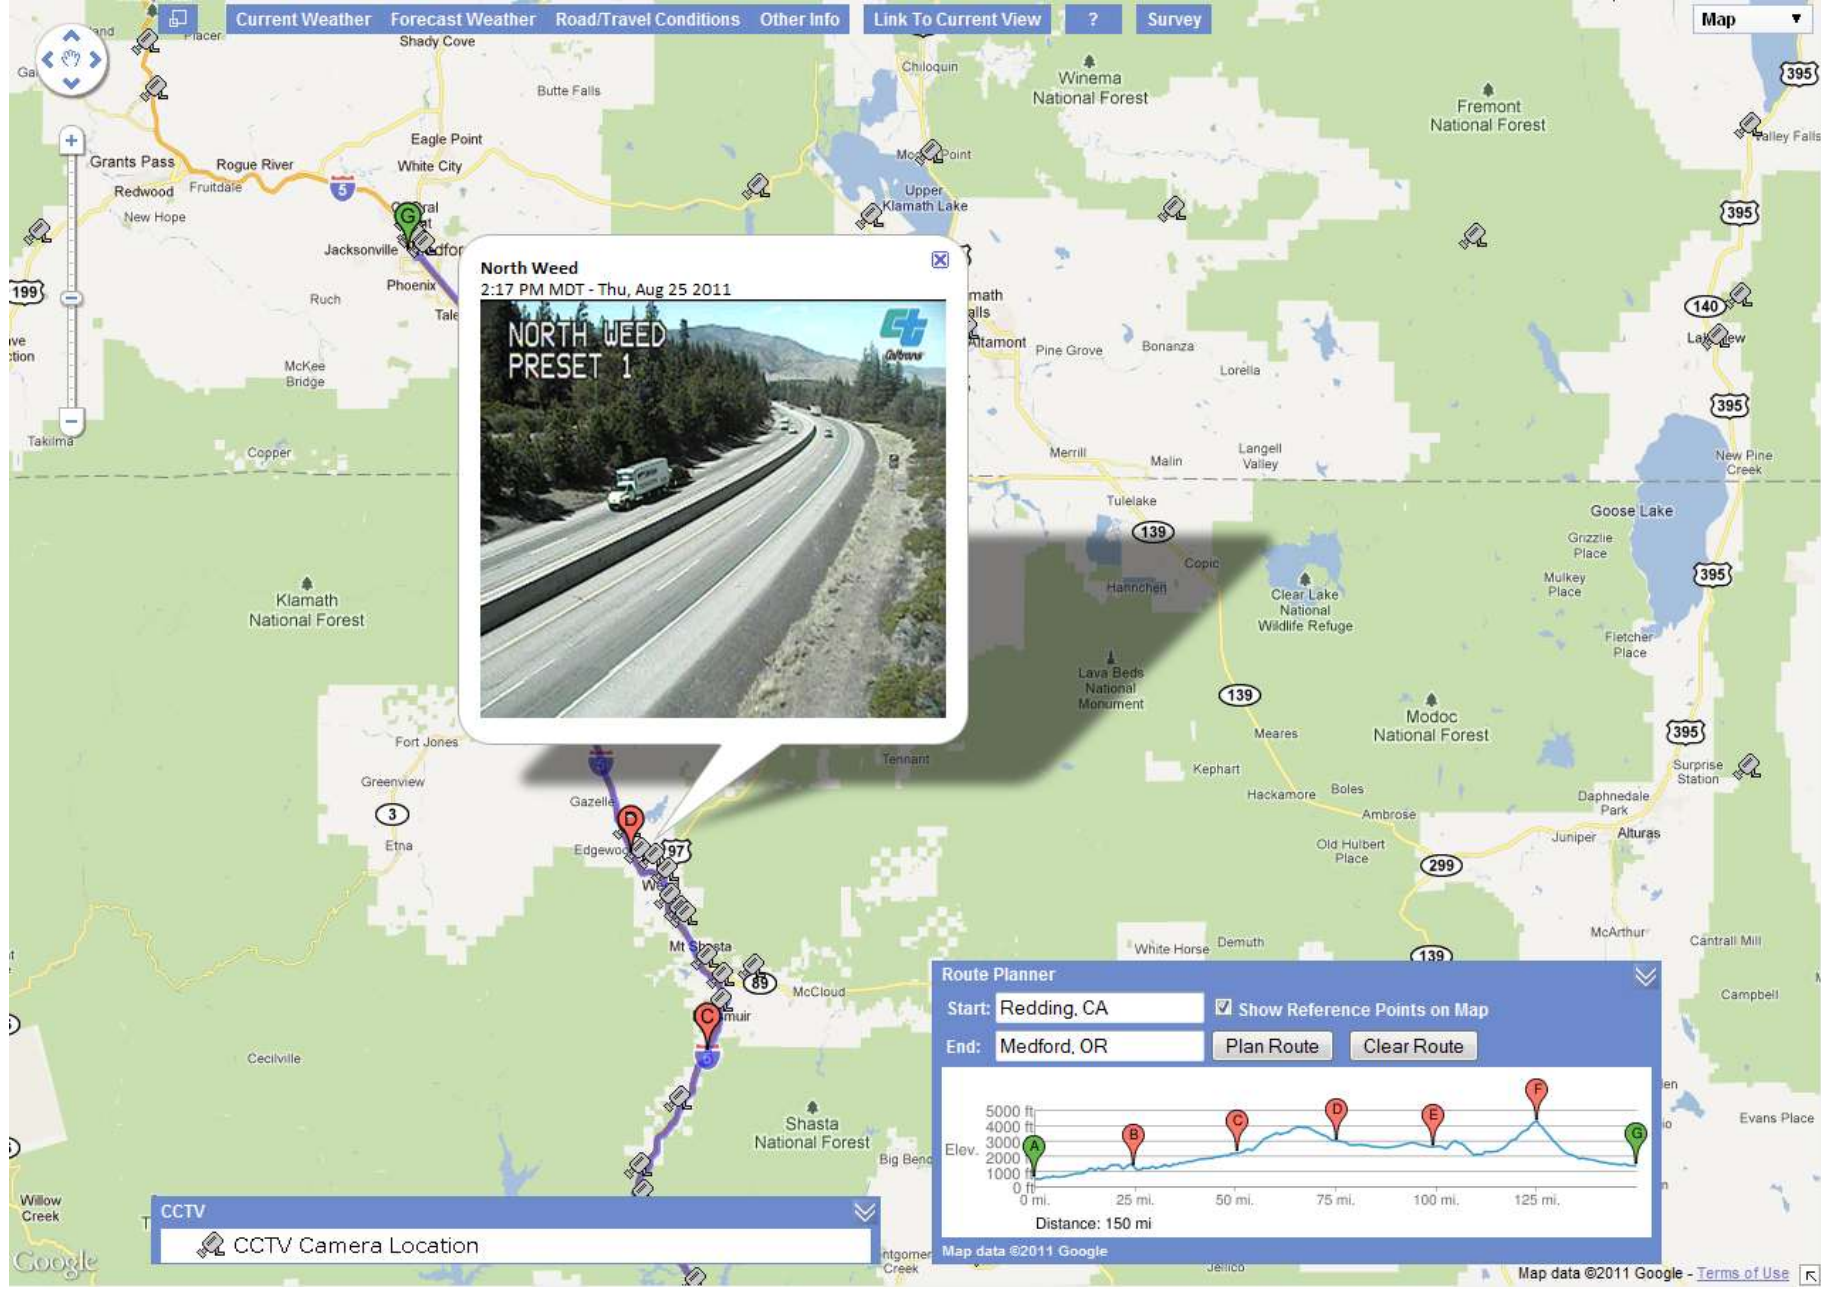 Current Weather Forecast Weather Road/Travel Conditions Other Info Link To Current View ? Survey
Map
Placer
Shady Cove
Chiloquin
Winema
National Forest
395
Butte Falls
Fremont
National Forest
Eagle Point
Valley Falls
Grants Pass
Rogue River
White City
Redwood
Fruitdale
5
Upper
Klamath Lake
New Hope
G
395
Jacksonville
199
Phoenix
Ruch
140
North Weed
2:17 PM MDT - Thu, Aug 25 2011
NORTH WEED
PRESET 1
Caltrans
Altamont
Pine Grove
Bonanza
McKee
Bridge
Lorella
395
Takilma
Copper
Merrill
Malin
Langell
Valley
New Pine
Creek
Tulelake
Goose Lake
139
Grizzlie
Place
Copic
395
Klamath
National Forest
Hannchen
Clear Lake
National
Wildlife Refuge
Mulkey
Place
Fletcher
Place
Lava Beds
National
Monument
139
Modoc
National Forest
Fort Jones
Meares
395
Tennant
Greenview
Kephart
Surprise
Station
3
Gazelle
Hackamore
Boles
Daphnedale
Park
Ambrose
D
Etna
97
Juniper
Alturas
Old Hulbert
Place
299
McArthur
Mt Shasta
White Horse
Demuth
Cantrall Mill
139
89
McCloud
Campbell
C
5
Cecilville
Shasta
National Forest
Evans Place
Willow
Creek
Route Planner
Start: Redding, CA
Show Reference Points on Map
End: Medford, OR
Plan Route
Clear Route
Elev.
5000 ft
4000 ft
3000 ft
2000 ft
1000 ft
0 ft
A B C D E F G
0 mi. 25 mi. 50 mi. 75 mi. 100 mi. 125 mi.
Distance: 150 mi
Map data ©2011 Google
CCTV
CCTV Camera Location
Google
Jellico
Creek
Map data ©2011 Google - Terms of Use